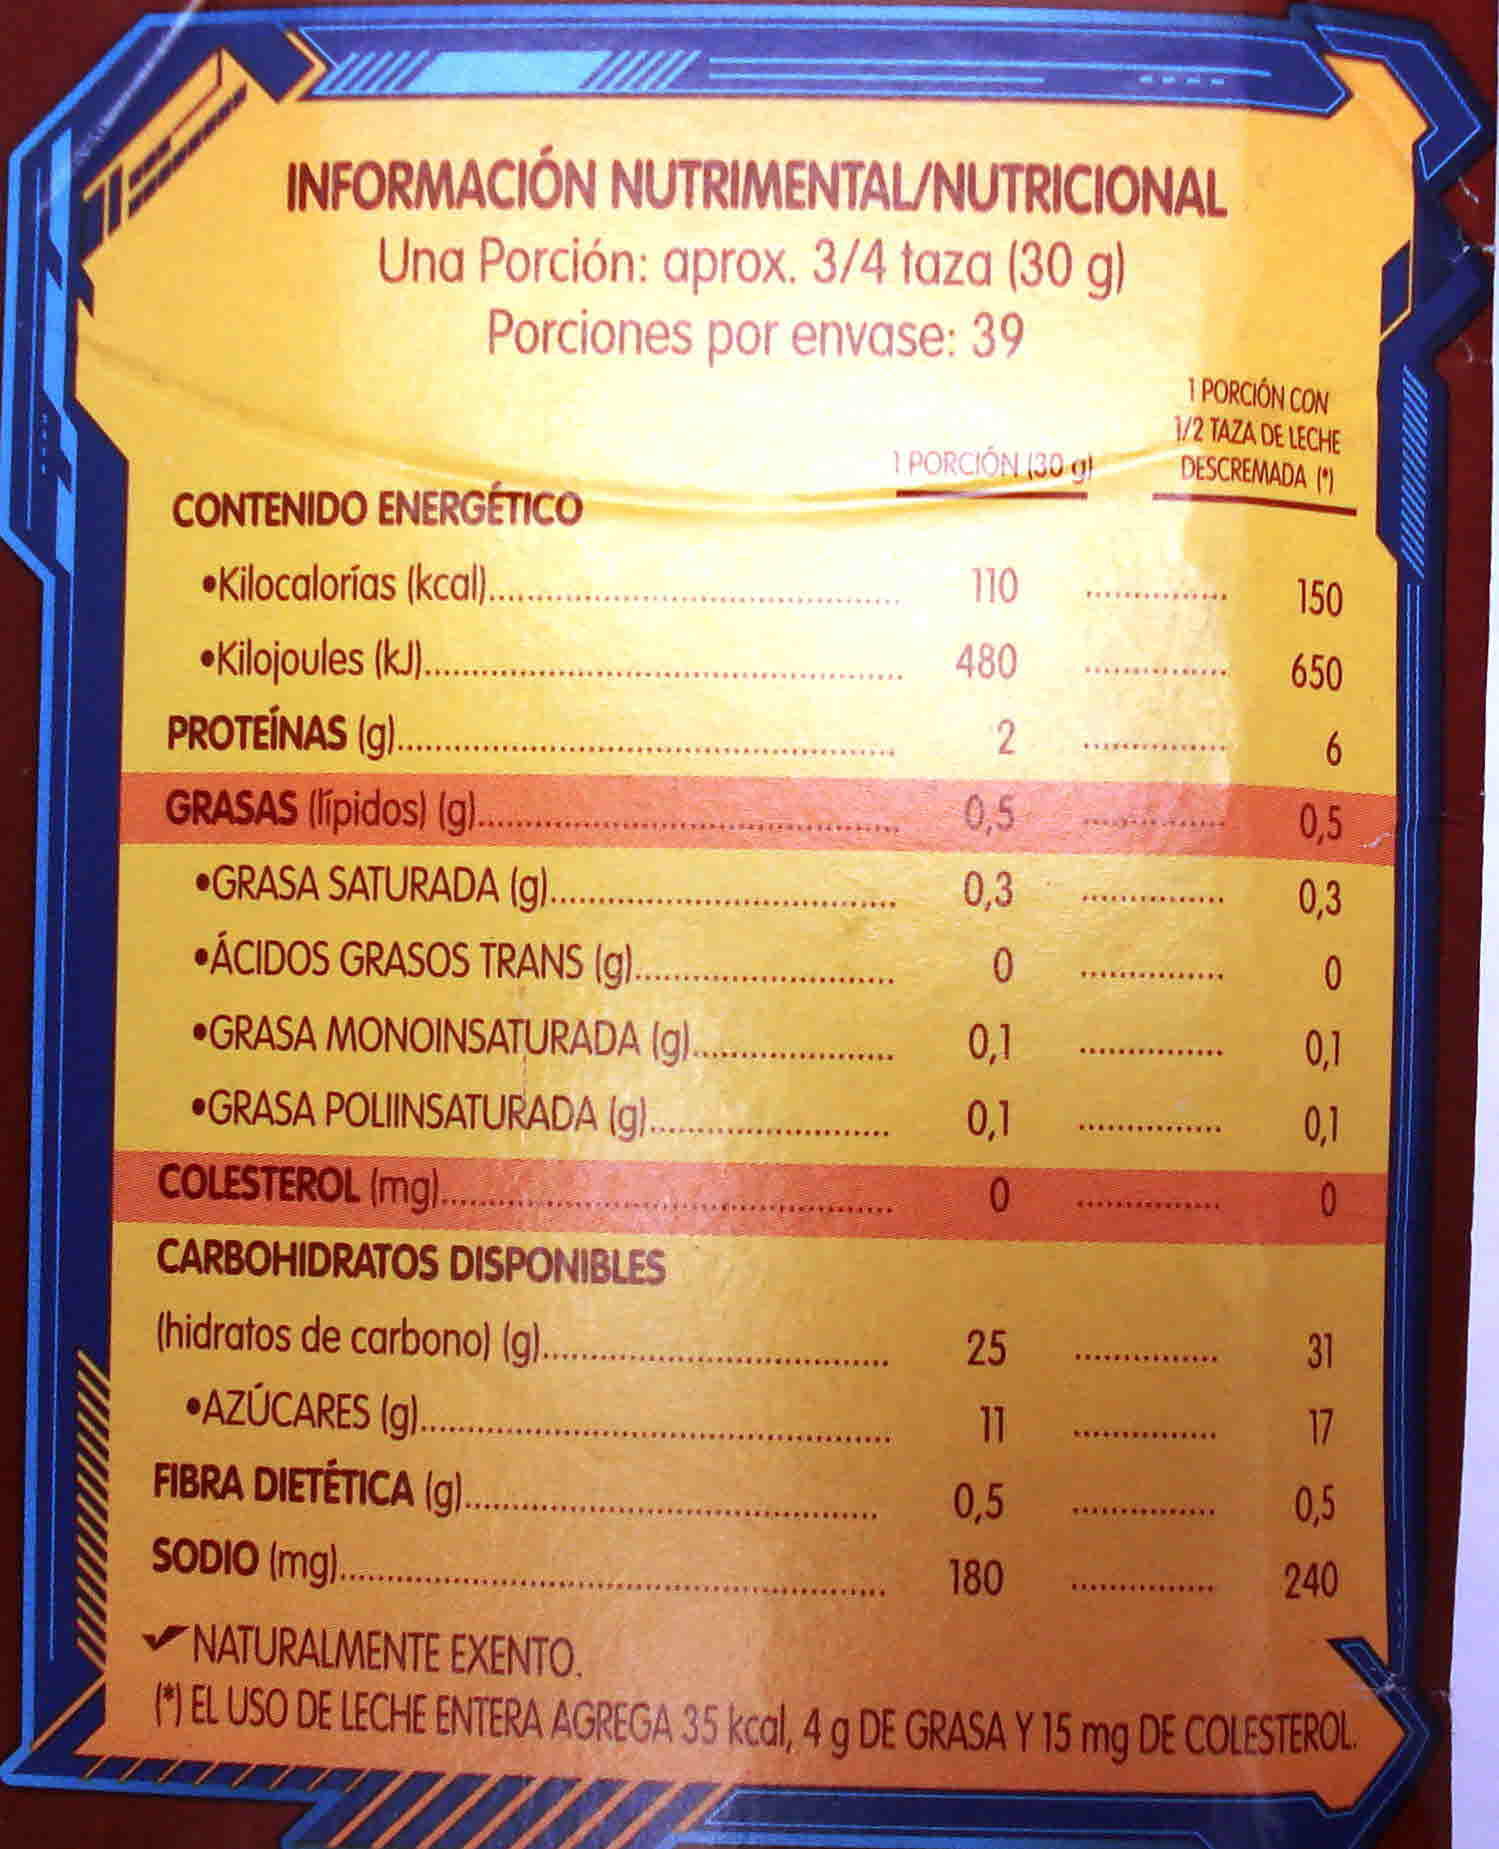 INFORMACIÓN NUTRIMENTAL/NUTRICIONAL
Una Porción: aprox. 3/4 taza (30 g)
Porciones por envase: 39
1 PORCIÓN (30 g)
1 PORCIÓN CON
1/2 TAZA DE LECHE
DESCREMADA (*)
CONTENIDO ENERGÉTICO
•Kilocalorías (kcal)........ 110 ........ 150
•Kilojoules (kJ)........ 480 ........ 650
PROTEÍNAS (g)........ 2 ........ 6
GRASAS (lípidos) (g)........ 0,5 ........ 0,5
•GRASA SATURADA (g)........ 0,3 ........ 0,3
•ÁCIDOS GRASOS TRANS (g)........ 0 ........ 0
•GRASA MONOINSATURADA (g)........ 0,1 ........ 0,1
•GRASA POLIINSATURADA (g)........ 0,1 ........ 0,1
COLESTEROL (mg)........ 0 ........ 0
CARBOHIDRATOS DISPONIBLES
(hidratos de carbono) (g)........ 25 ........ 31
•AZÚCARES (g)........ 11 ........ 17
FIBRA DIETÉTICA (g)........ 0,5 ........ 0,5
SODIO (mg)........ 180 ........ 240
✓NATURALMENTE EXENTO.
(*) EL USO DE LECHE ENTERA AGREGA 35 kcal, 4 g DE GRASA Y 15 mg DE COLESTEROL.